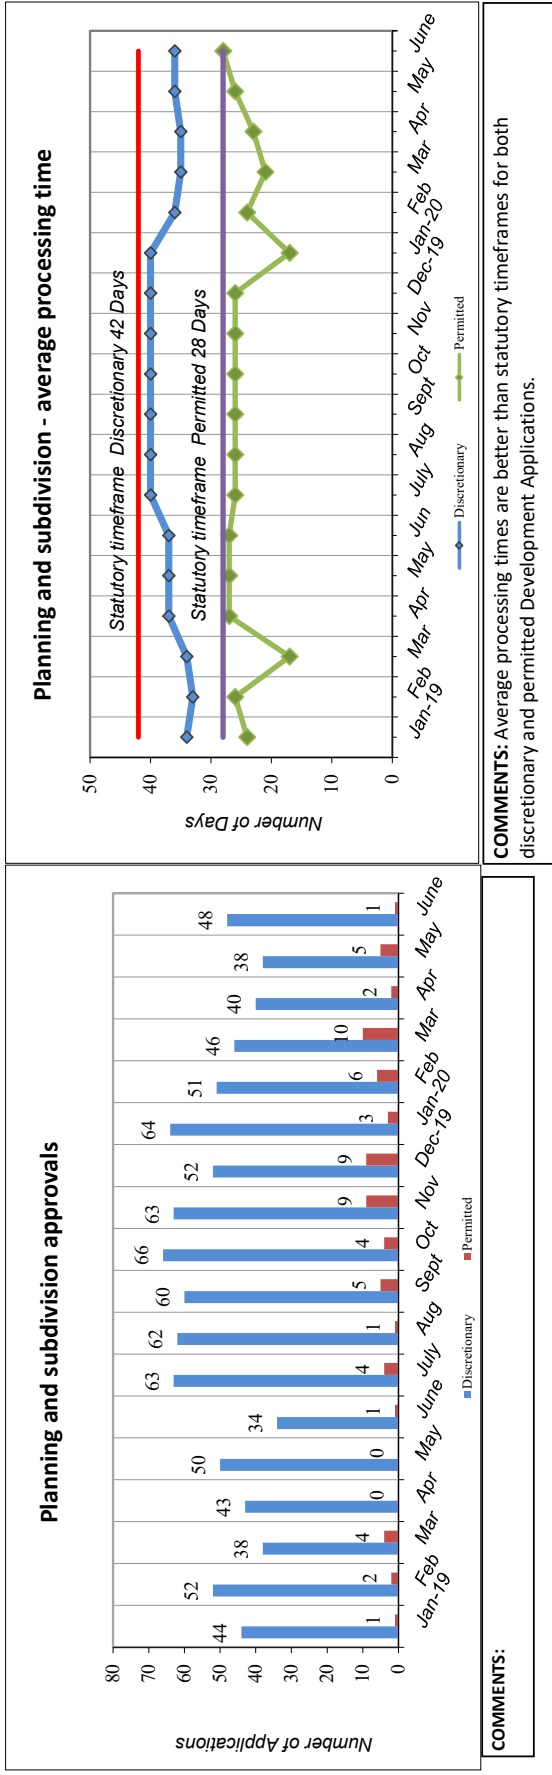 Planning and subdivision approvals
Number of Applications
80
70
60
50
40
30
20
10
0
44
52
38
43
50
34
63
62
60
66
63
52
64
51
46
40
38
48
1
2
4
0
0
1
4
1
5
4
9
9
3
6
10
2
5
1
Jan-19
Feb
Mar
Apr
May
June
July
Aug
Sept
Oct
Nov
Dec-19
Jan-20
Feb
Mar
Apr
May
June
Discretionary
Permitted
COMMENTS:
Planning and subdivision - average processing time
Number of Days
50
40
30
20
10
0
Statutory timeframe Discretionary 42 Days
Statutory timeframe Permitted 28 Days
Jan-19
Feb
Mar
Apr
May
Jun
July
Aug
Sept
Oct
Nov
Dec-19
Jan-20
Feb
Mar
Apr
May
June
Discretionary
Permitted
COMMENTS: Average processing times are better than statutory timeframes for both
discretionary and permitted Development Applications.